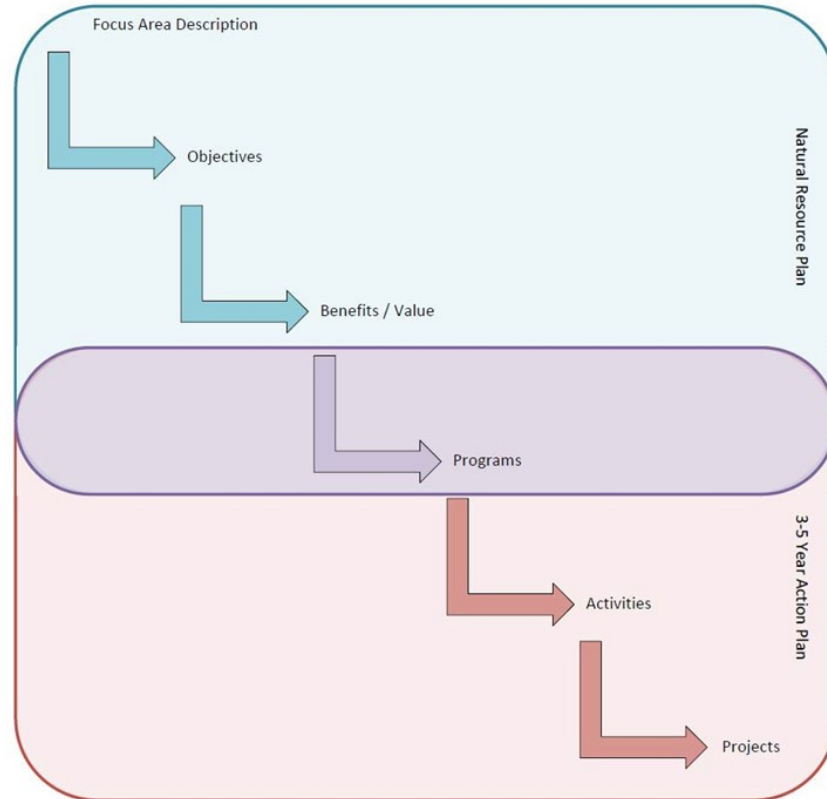 Focus Area Description
Objectives
Natural Resource Plan
Benefits / Value
Programs
3-5 Year Action Plan
Activities
Projects